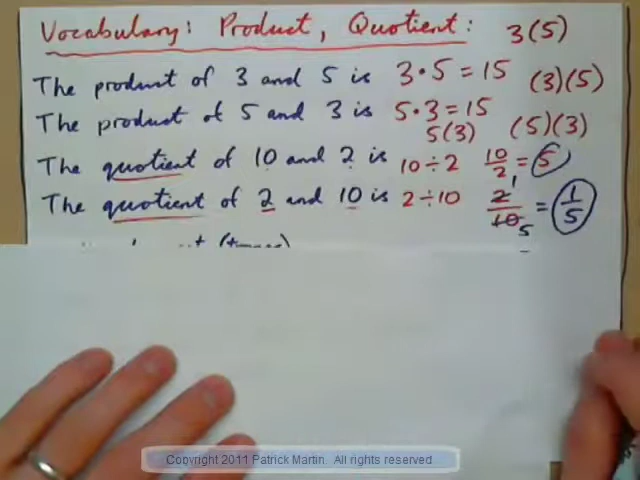 Vocabulary: Product, Quotient: 3(5)
The product of 3 and 5 is 3 · 5 = 15 (3)(5)
The product of 5 and 3 is 5 · 3 = 15
5(3) (5)(3)
The quotient of 10 and 2 is 10 ÷ 2 10/2 = 5
The quotient of 2 and 10 is 2 ÷ 10 2/10 1 5 = 1/5
Copyright 2011 Patrick Martin. All rights reserved